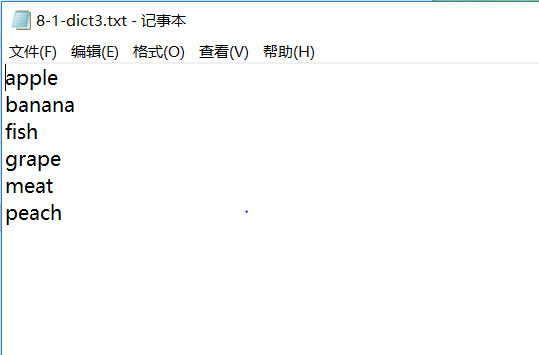 8-1-dict3.txt - 记事本
文件(F) 编辑(E) 格式(O) 查看(V) 帮助(H)
apple
banana
fish
grape
meat
peach